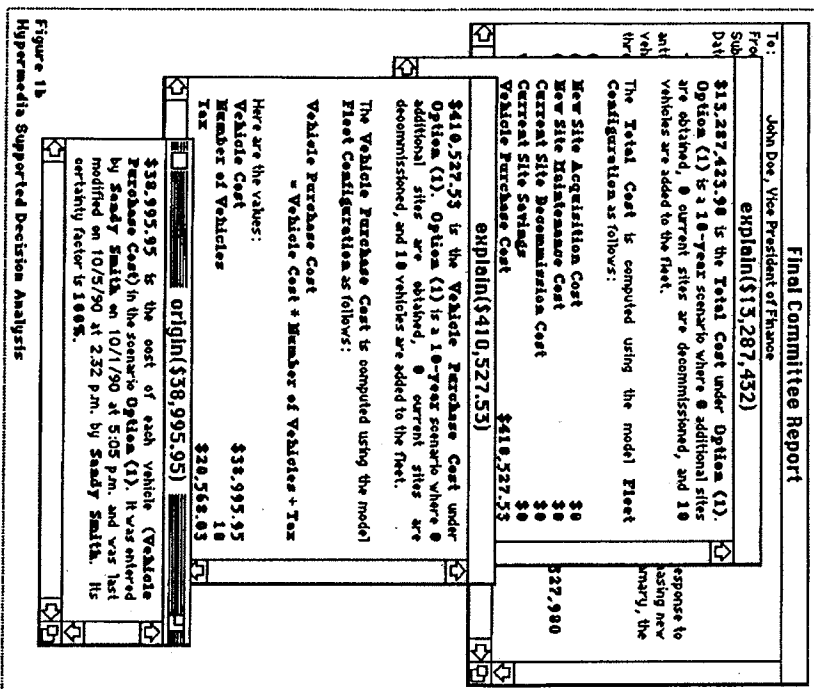 Final Committee Report
To: John Doe, Vice President of Finance
Fro
Sub
Dat
ant
veh
thre
esponse to
asing new
mary, the
527,980
explain($13,287,432)
$13,287,423.98 is the Total Cost under Option (1).
Option (1) is a 10-year scenario where 0 additional sites
are obtained, 0 current sites are decommissioned, and 10
vehicles are added to the fleet.
The Total Cost is computed using the model Fleet
Configuration as follows:
New Site Acquisition Cost $0
New Site Maintenance Cost $0
Current Site Decommission Cost $0
Current Site Savings $0
Vehicle Purchase Cost $410,527.53
explain($410,527.53)
$410,527.53 is the Vehicle Purchase Cost under
Option (1). Option (1) is a 10-year scenario where 0
additional sites are obtained, 0 current sites are
decommissioned, and 10 vehicles are added to the fleet.
The Vehicle Purchase Cost is computed using the model
Fleet Configuration as follows:
Vehicle Purchase Cost
= Vehicle Cost * Number of Vehicles + Tax
Here are the values:
Vehicle Cost $38,995.95
Number of Vehicles 10
Tax $20,568.03
origin($38,995.95)
$38,995.95 is the cost of each vehicle (Vehicle
Purchase Cost) in the scenario Option (1). It was entered
by Sandy Smith on 10/1/90 at 5:05 p.m. and was last
modified on 10/5/90 at 2:32 p.m. by Sandy Smith. Its
certainty factor is 100%.
Figure 1b
Hypermedia Supported Decision Analysis